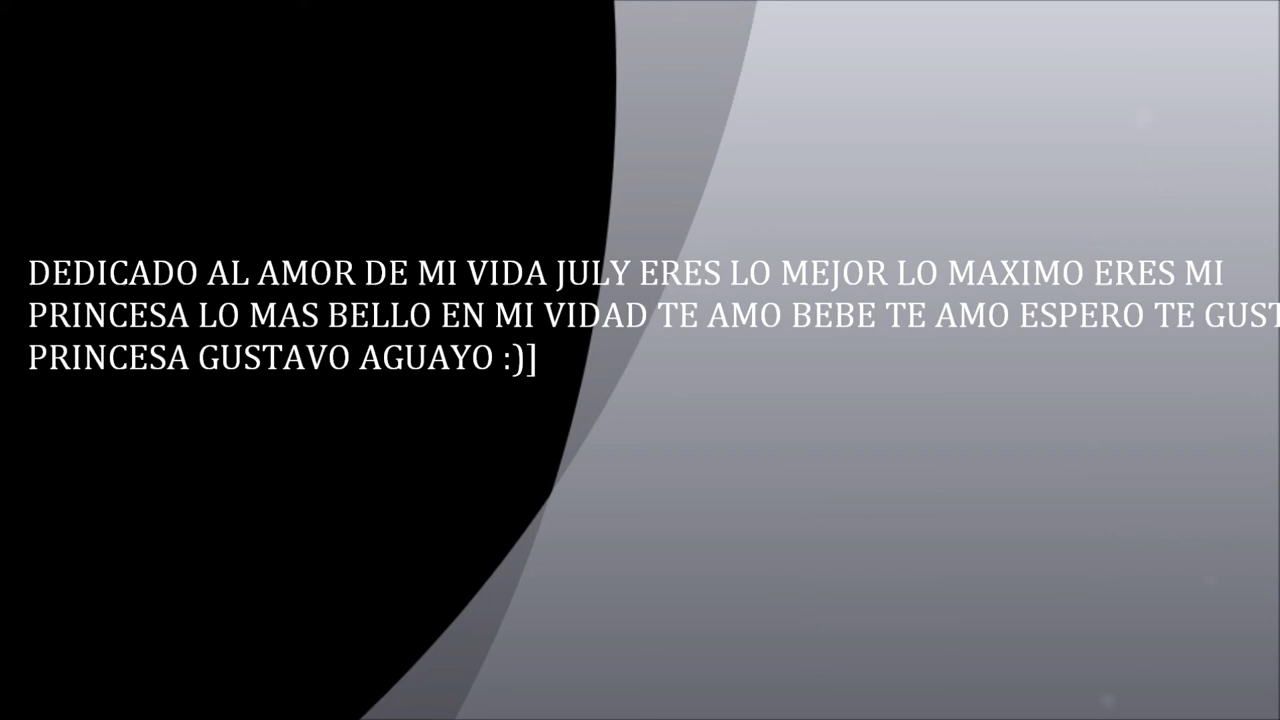 DEDICADO AL AMOR DE MI VIDA JULY ERES LO MEJOR LO MAXIMO ERES MI
PRINCESA LO MAS BELLO EN MI VIDAD TE AMO BEBE TE AMO ESPERO TE GUST
PRINCESA GUSTAVO AGUAYO :)]